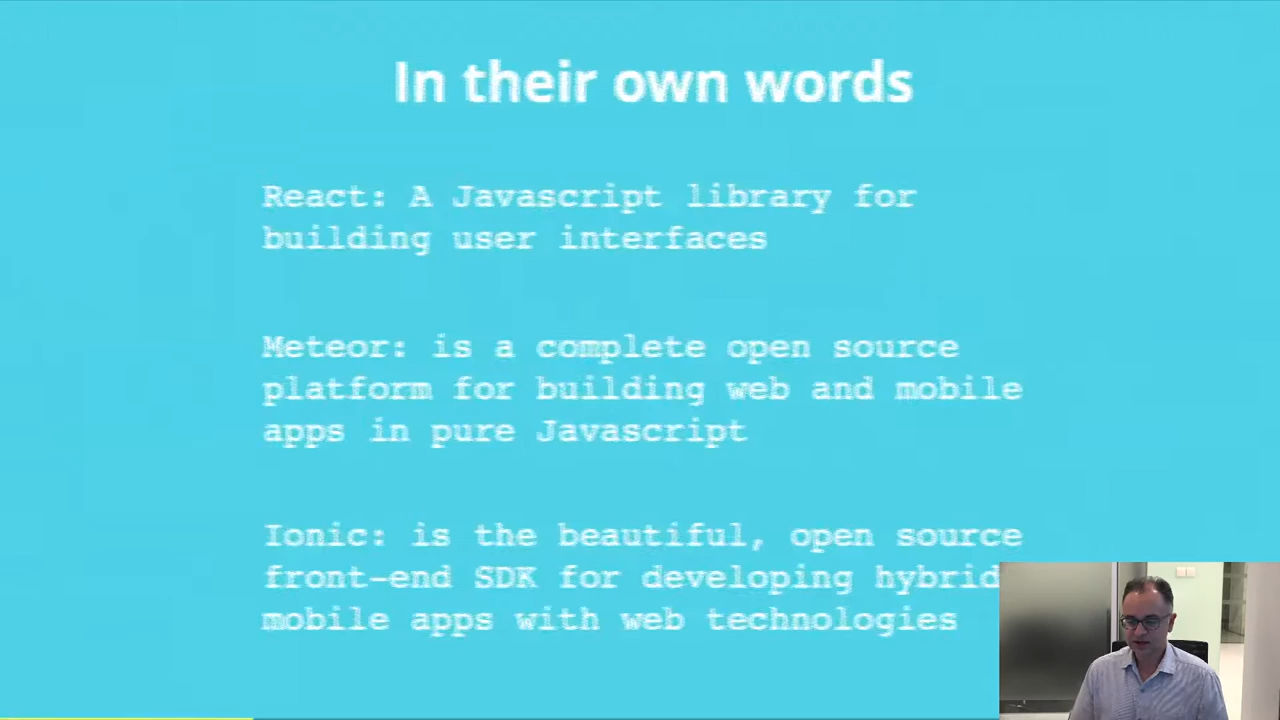 In their own words
React: A Javascript library for
building user interfaces
Meteor: is a complete open source
platform for building web and mobile
apps in pure Javascript
Ionic: is the beautiful, open source
front-end SDK for developing hybrid
mobile apps with web technologies